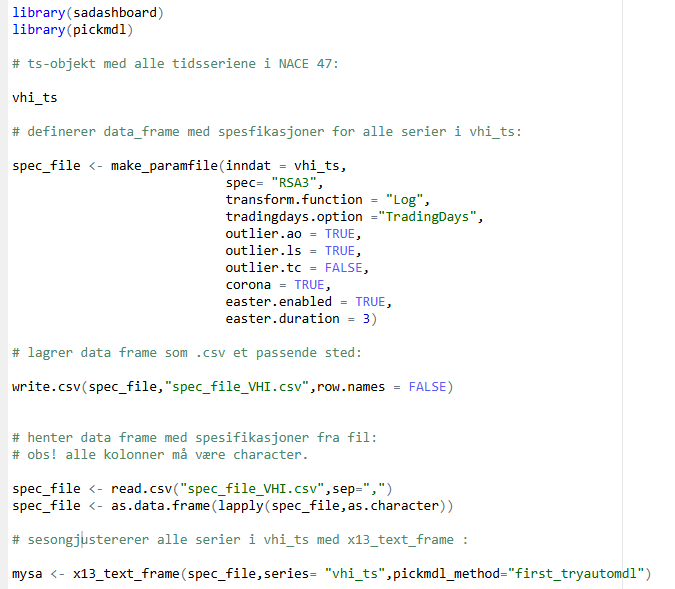 library(sadashboard)
library(pickmdl)
# ts-objekt med alle tidsseriene i NACE 47:
vhi_ts
# definerer data_frame med spesfikasjoner for alle serier i vhi_ts:
spec_file <- make_paramfile(inndat = vhi_ts,
spec= "RSA3",
transform.function = "Log",
tradingdays.option ="TradingDays",
outlier.ao = TRUE,
outlier.ls = TRUE,
outlier.tc = FALSE,
corona = TRUE,
easter.enabled = TRUE,
easter.duration = 3)
# lagrer data frame som .csv et passende sted:
write.csv(spec_file,"spec_file_VHI.csv",row.names = FALSE)
# henter data frame med spesifikasjoner fra fil:
# obs! alle kolonner må være character.
spec_file <- read.csv("spec_file_VHI.csv",sep=",")
spec_file <- as.data.frame(lapply(spec_file,as.character))
# sesongjustererer alle serier i vhi_ts med x13_text_frame :
mysa <- x13_text_frame(spec_file,series= "vhi_ts",pickmdl_method="first_tryautomdl")